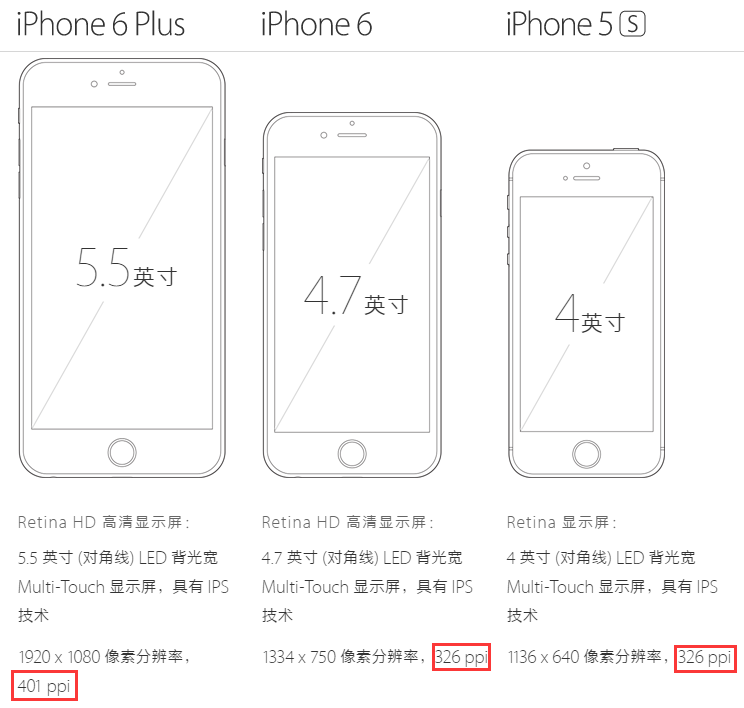 iPhone 6 Plus
iPhone 6
iPhone 5 S
5.5 英寸
4.7 英寸
4 英寸
Retina HD 高清显示屏：
5.5 英寸 (对角线) LED 背光宽
Multi-Touch 显示屏，具有 IPS
技术
1920 x 1080 像素分辨率，
401 ppi
Retina HD 高清显示屏：
4.7 英寸 (对角线) LED 背光宽
Multi-Touch 显示屏，具有 IPS
技术
1334 x 750 像素分辨率，326 ppi
Retina 显示屏：
4 英寸 (对角线) LED 背光宽
Multi-Touch 显示屏，具有 IPS
技术
1136 x 640 像素分辨率，326 ppi